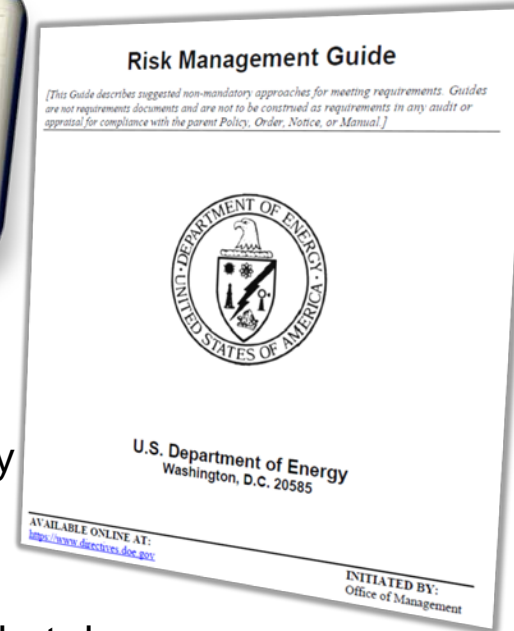 Risk Management Guide
[This Guide describes suggested non-mandatory approaches for meeting requirements. Guides
are not requirements documents and are not to be construed as requirements in any audit or
appraisal for compliance with the parent Policy, Order, Notice, or Manual.]
DEPARTMENT OF ENERGY
UNITED STATES OF AMERICA
U.S. Department of Energy
Washington, D.C. 20585
AVAILABLE ONLINE AT:
https://www.directives.doe.gov
INITIATED BY:
Office of Management